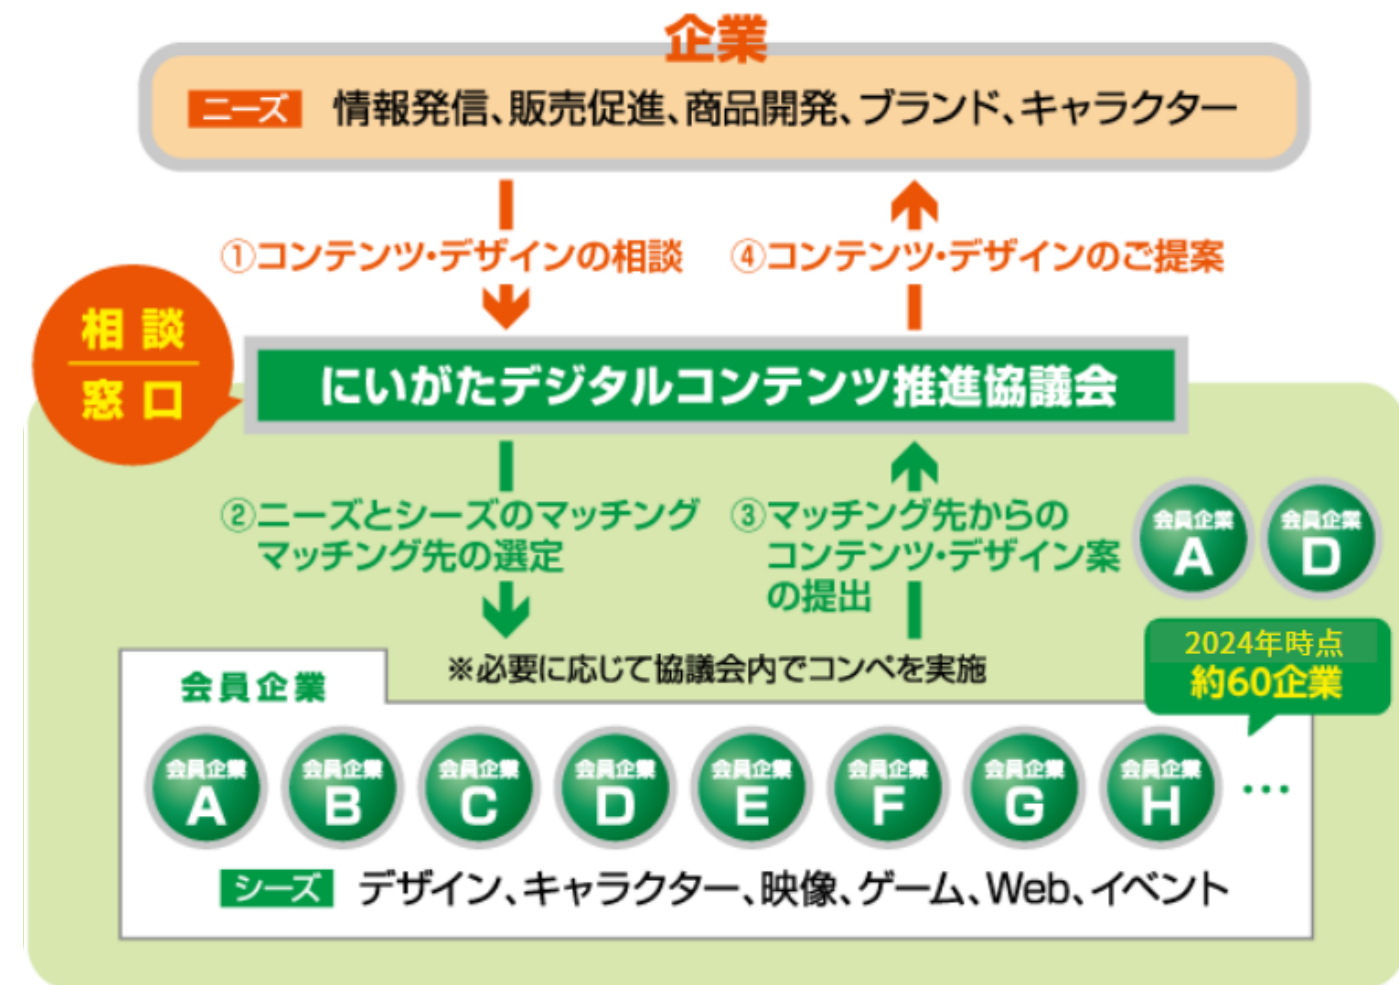 企業
ニーズ 情報発信、販売促進、商品開発、ブランド、キャラクター
①コンテンツ・デザインの相談
④コンテンツ・デザインのご提案
相談
窓口
にいがたデジタルコンテンツ推進協議会
②ニーズとシーズのマッチング
マッチング先の選定
③マッチング先からの
コンテンツ・デザイン案
の提出
会員企業
A
会員企業
D
※必要に応じて協議会内でコンペを実施
2024年時点
約60企業
会員企業
会員企業
A
会員企業
B
会員企業
C
会員企業
D
会員企業
E
会員企業
F
会員企業
G
会員企業
H
…
シーズ デザイン、キャラクター、映像、ゲーム、Web、イベント